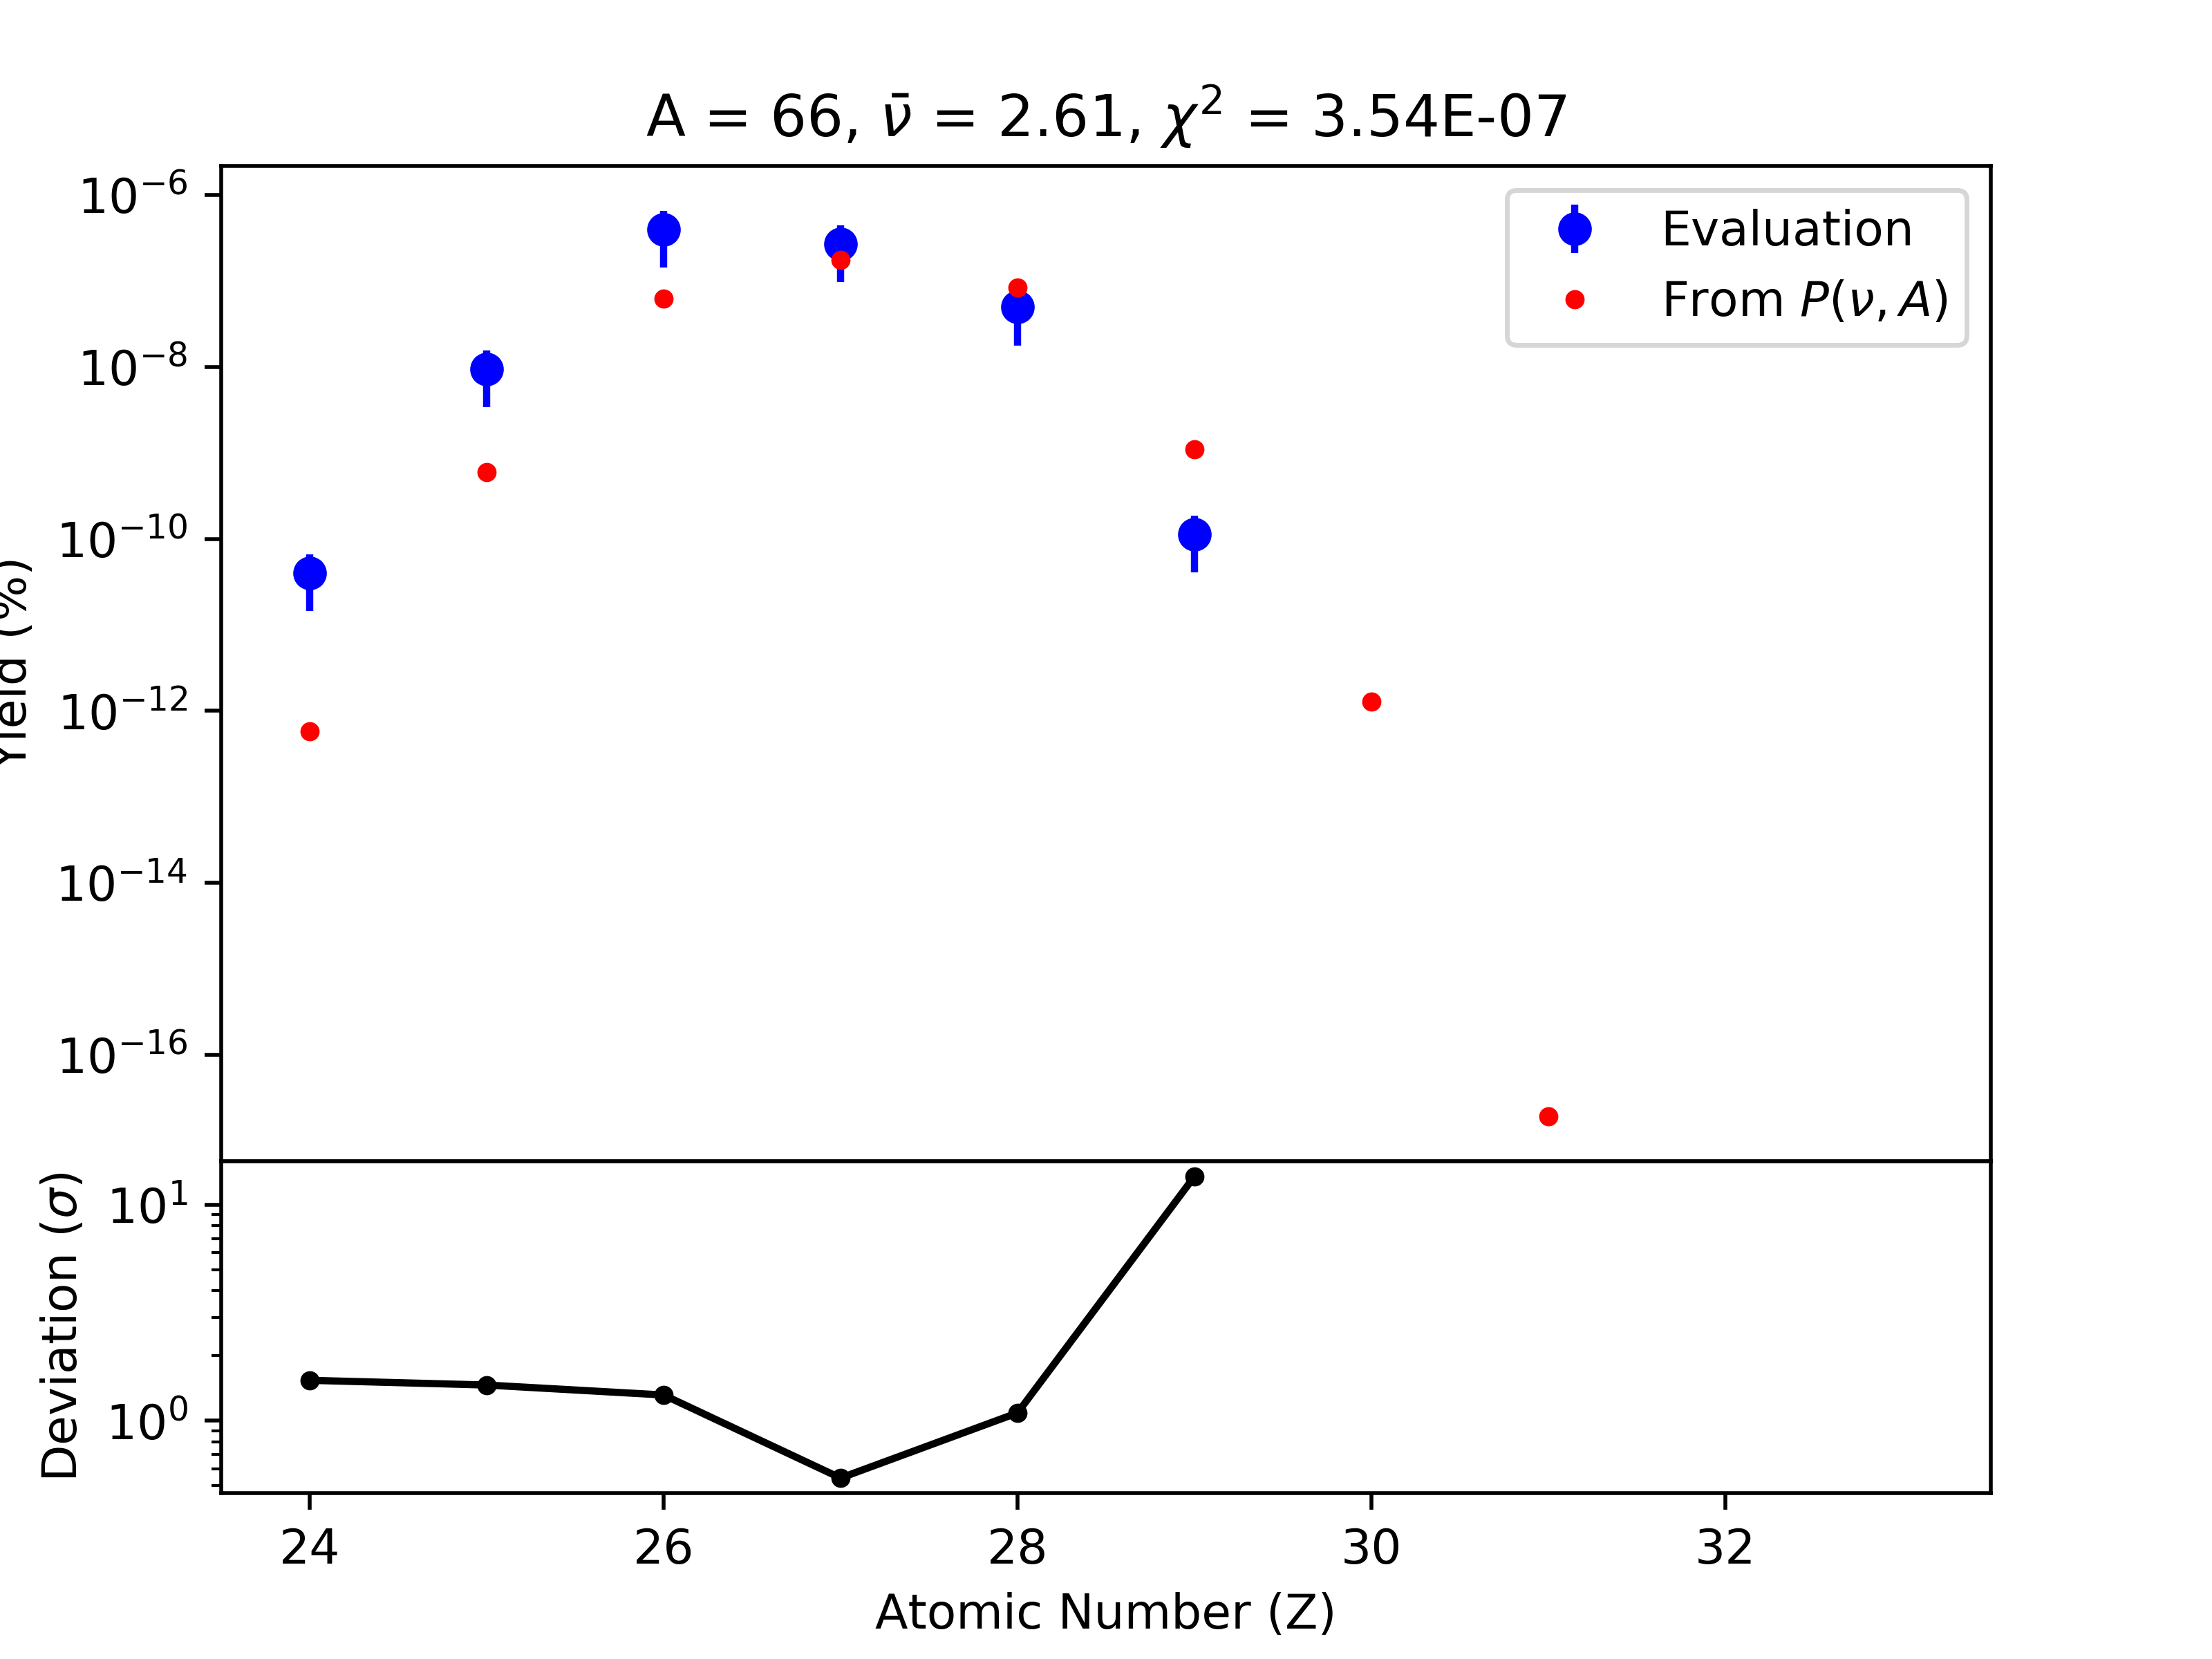 A = 66, ν̄ = 2.61, χ² = 3.54E-07
Evaluation
From P(ν, A)
Yield (%)
10⁻⁶
10⁻⁸
10⁻¹⁰
10⁻¹²
10⁻¹⁴
10⁻¹⁶
Deviation (σ)
10¹
10⁰
24 26 28 30 32
Atomic Number (Z)